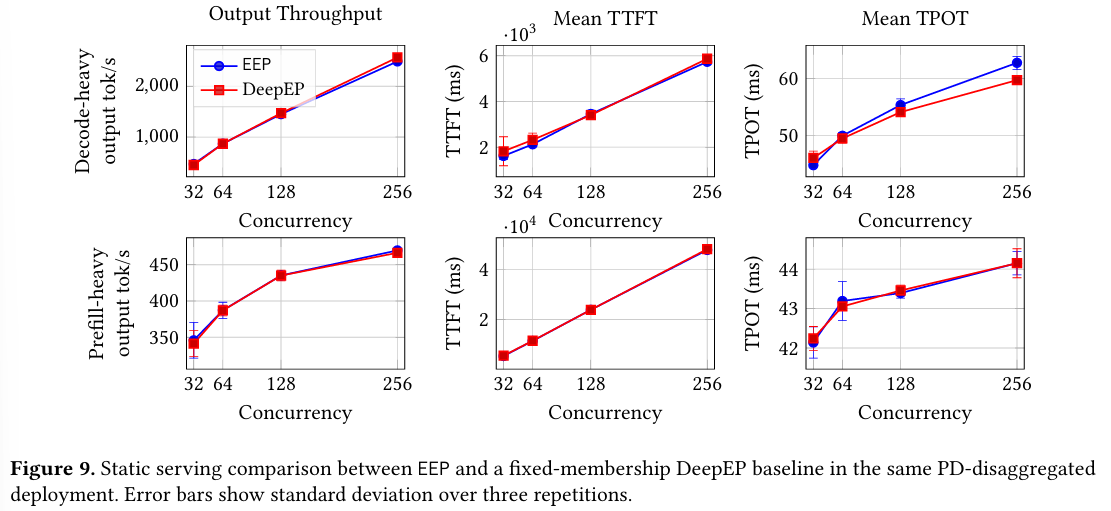 Output Throughput
Mean TTFT
Mean TPOT
Decode-heavy
output tok/s
2,000
1,000
EEP
DeepEP
32 64 128 256
Concurrency
·10³
TTFT (ms)
6
4
2
32 64 128 256
Concurrency
TPOT (ms)
60
50
32 64 128 256
Concurrency
Prefill-heavy
output tok/s
450
400
350
32 64 128 256
Concurrency
·10⁴
TTFT (ms)
4
2
32 64 128 256
Concurrency
TPOT (ms)
44
43
42
32 64 128 256
Concurrency
Figure 9. Static serving comparison between EEP and a fixed-membership DeepEP baseline in the same PD-disaggregated
deployment. Error bars show standard deviation over three repetitions.